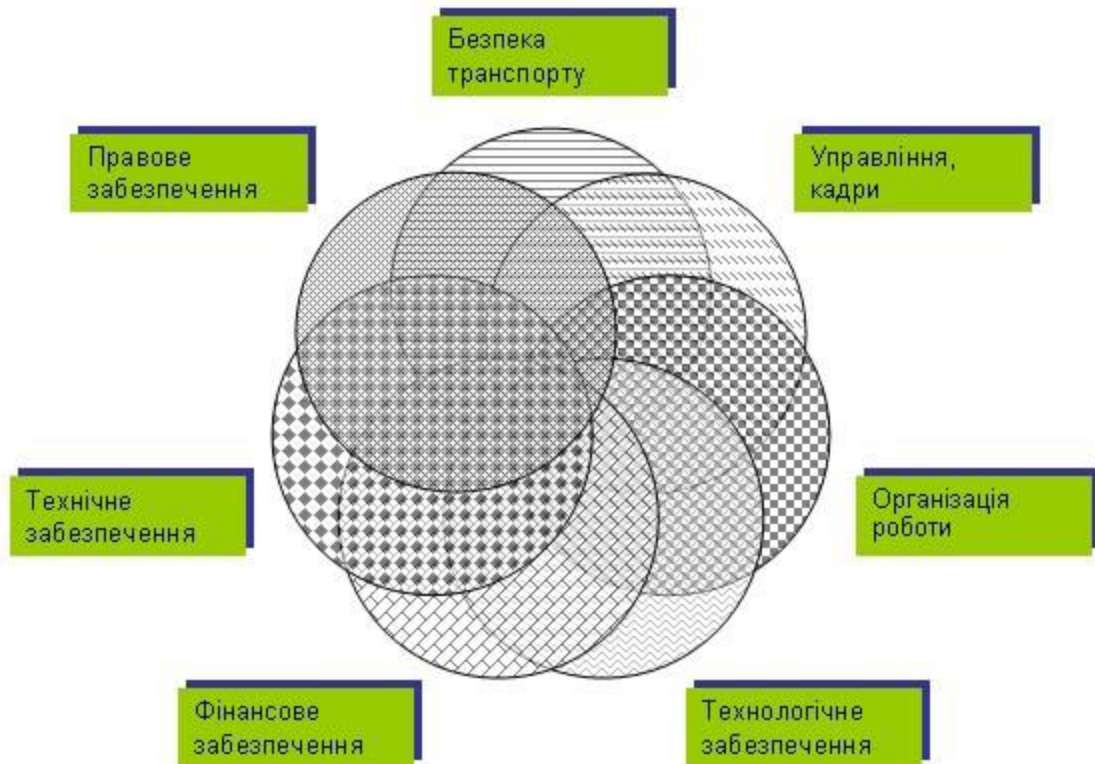 Безпека
транспорту
Правове
забезпечення
Управління,
кадри
Технічне
забезпечення
Організація
роботи
Фінансове
забезпечення
Технологічне
забезпечення